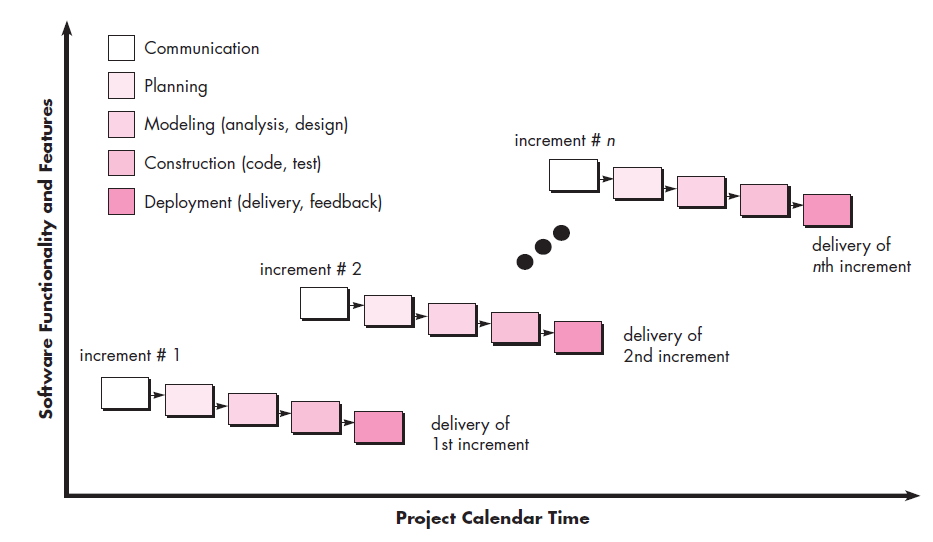 Software Functionality and Features
Communication
Planning
Modeling (analysis, design)
Construction (code, test)
Deployment (delivery, feedback)
increment # n
delivery of
nth increment
increment # 2
delivery of
2nd increment
increment # 1
delivery of
1st increment
Project Calendar Time